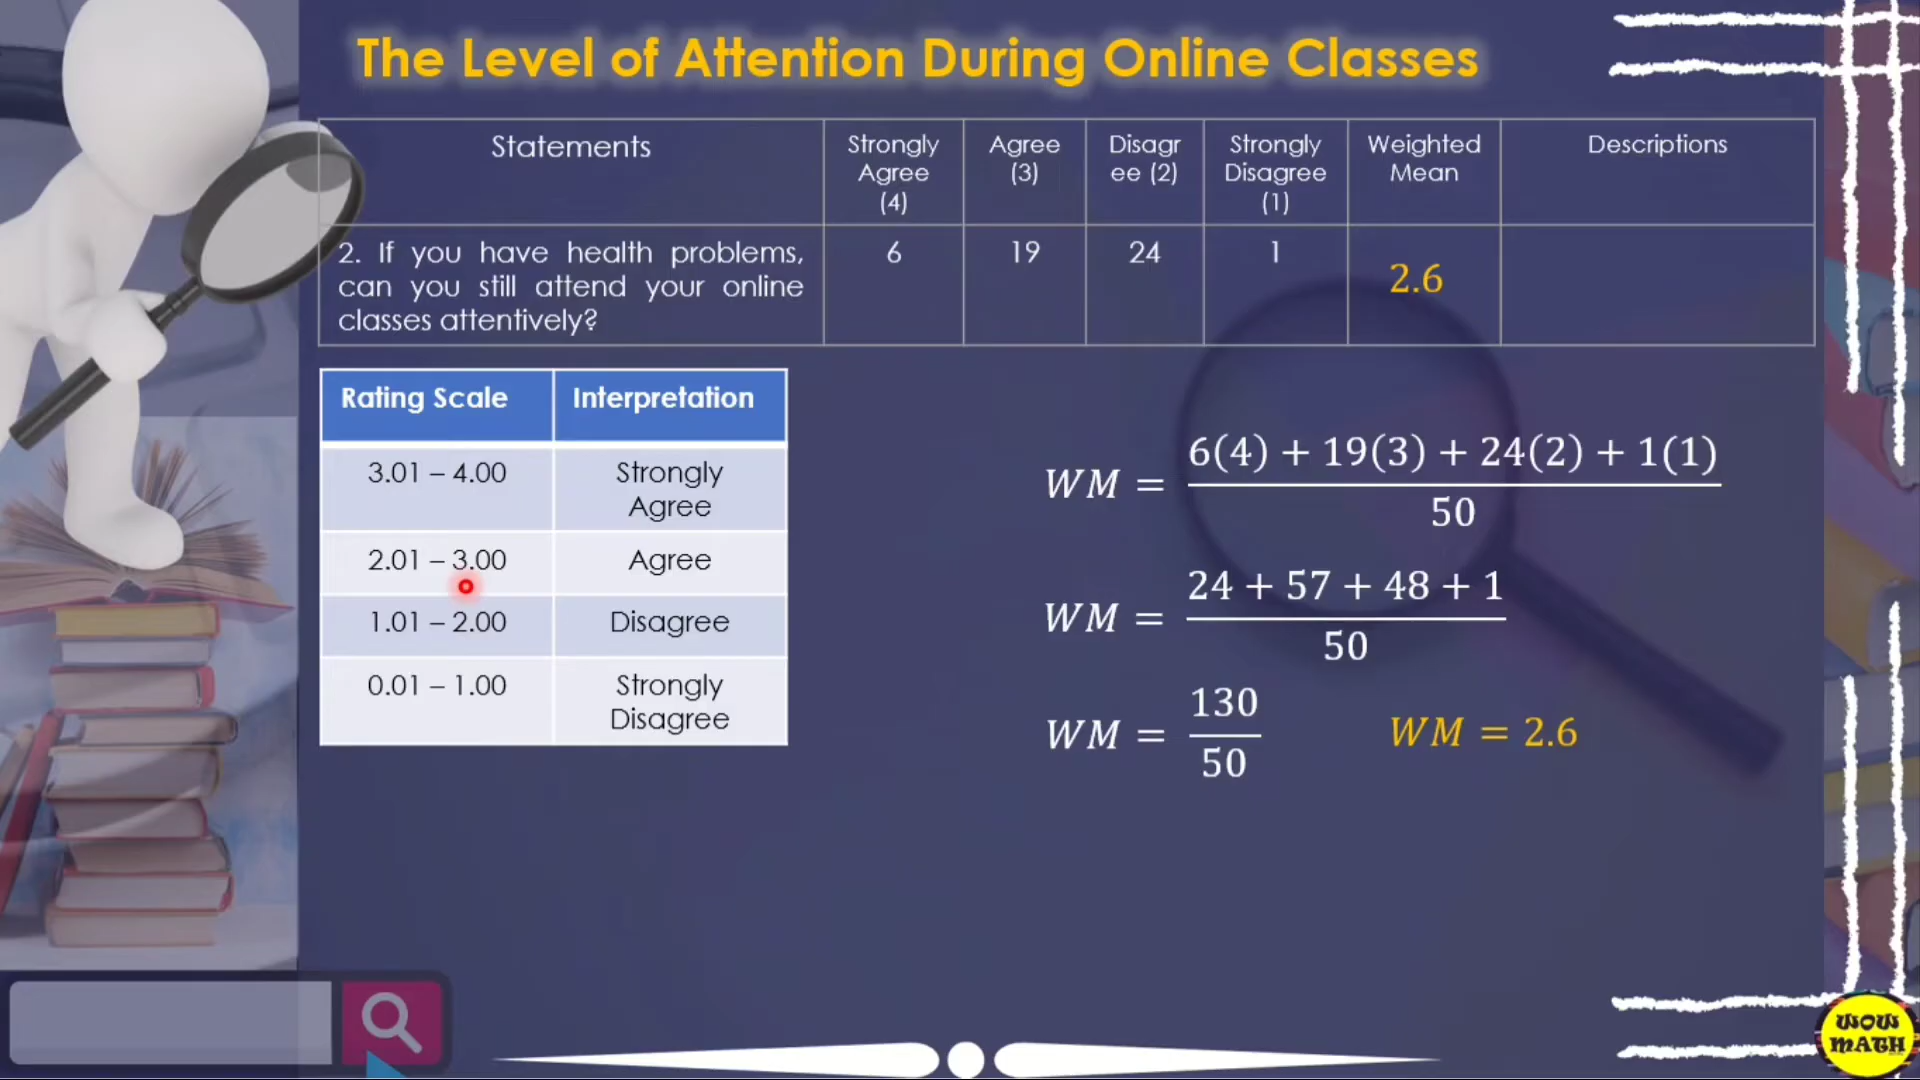 The Level of Attention During Online Classes
Statements
Strongly
Agree
(4)
Agree
(3)
Disagr
ee (2)
Strongly
Disagree
(1)
Weighted
Mean
Descriptions
2. If you have health problems,
can you still attend your online
classes attentively?
6
19
24
1
2.6
Rating Scale
Interpretation
3.01 – 4.00
Strongly
Agree
2.01 – 3.00
Agree
1.01 – 2.00
Disagree
0.01 – 1.00
Strongly
Disagree
WM = 6(4) + 19(3) + 24(2) + 1(1)
50
WM = 24 + 57 + 48 + 1
50
WM = 130
50
WM = 2.6
WOW
MATH